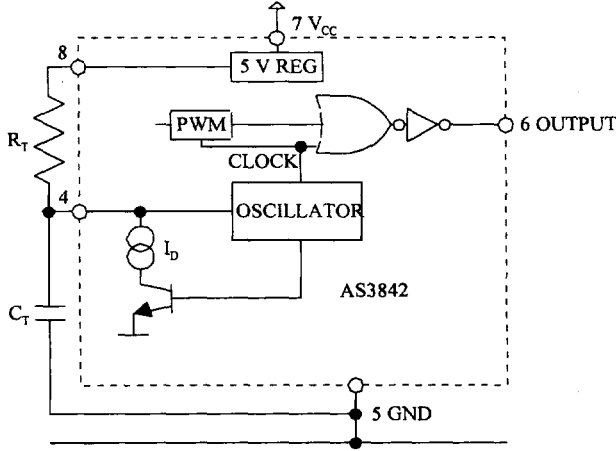 7 V_CC
8
5 V REG
PWM
6 OUTPUT
R_T
CLOCK
4
OSCILLATOR
I_D
AS3842
C_T
5 GND